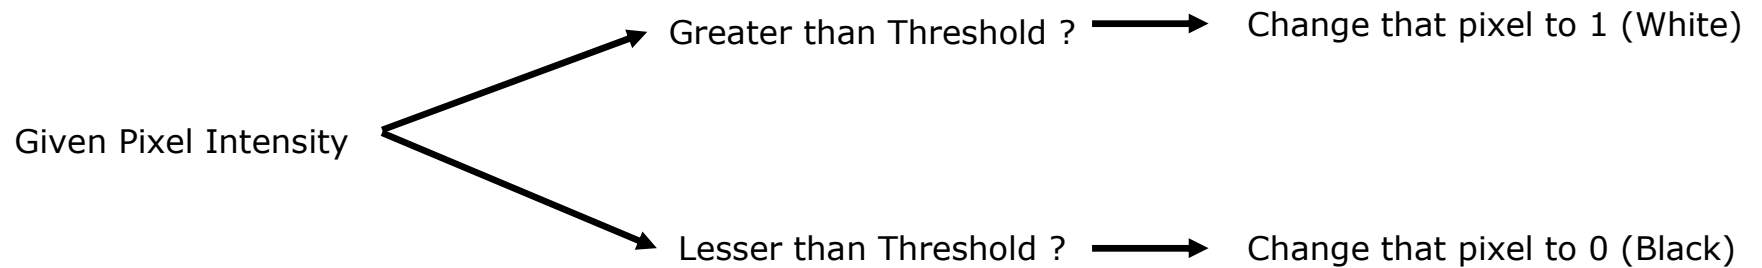 Greater than Threshold ?
Change that pixel to 1 (White)
Given Pixel Intensity
Lesser than Threshold ?
Change that pixel to 0 (Black)